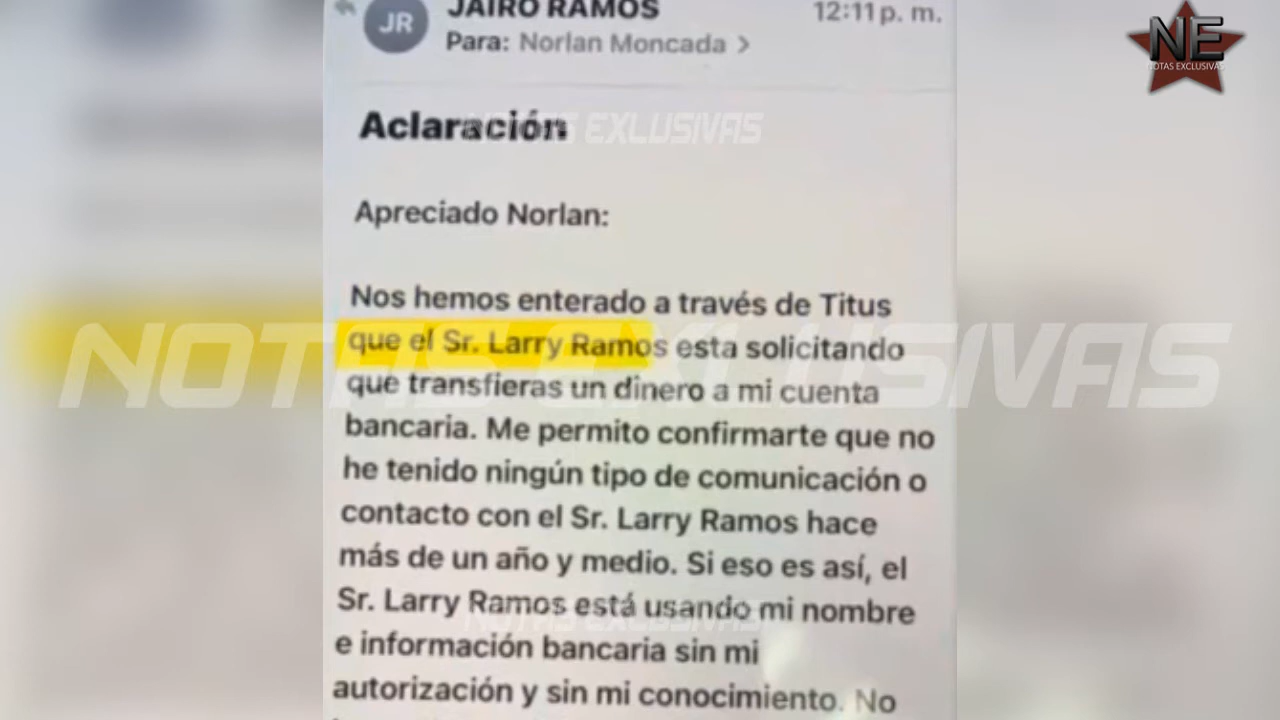 JAIRO RAMOS
12:11 p. m.
JR
Para: Norlan Moncada >
NE
NOTAS EXCLUSIVAS
Aclaración
NOTAS EXLUSIVAS
Apreciado Norlan:
Nos hemos enterado a través de Titus
que el Sr. Larry Ramos esta solicitando
NOTAS EXLUSIVAS
que transfieras un dinero a mi cuenta
bancaria. Me permito confirmarte que no
he tenido ningún tipo de comunicación o
contacto con el Sr. Larry Ramos hace
más de un año y medio. Si eso es así, el
Sr. Larry Ramos está usando mi nombre
NOTAS EXLUSIVAS
e información bancaria sin mi
autorización y sin mi conocimiento. No